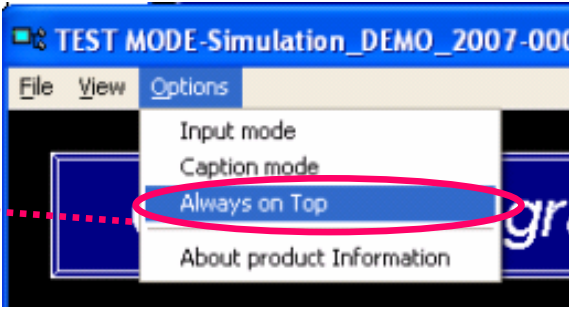 TEST MODE-Simulation_DEMO_2007-000
File View Options
Input mode
Caption mode
Always on Top
About product Information